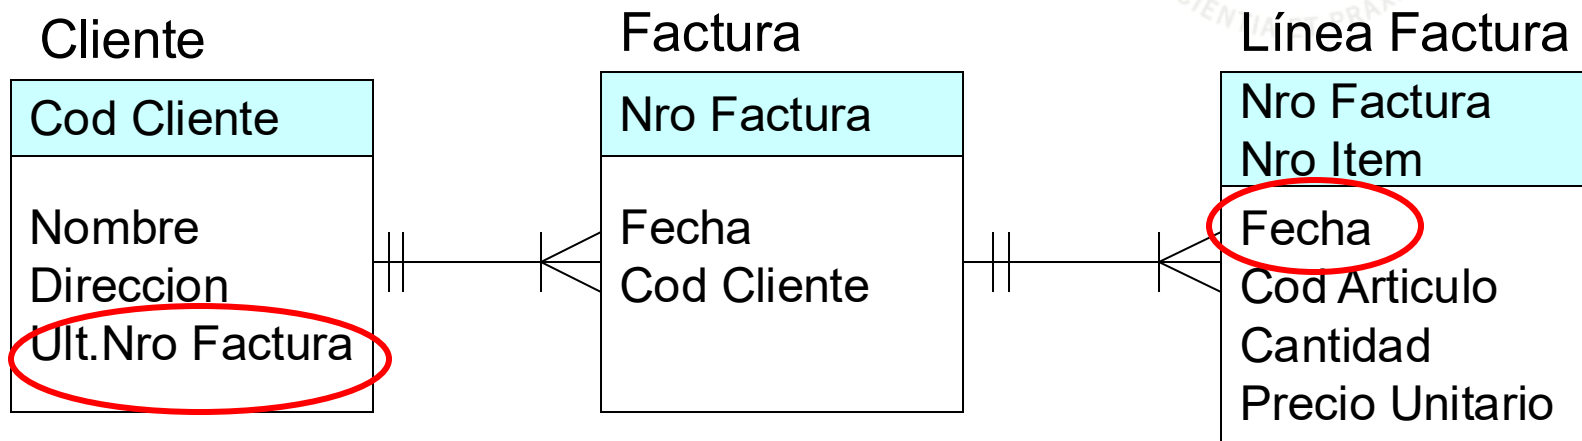 Cliente
Cod Cliente
Nombre
Direccion
Ult.Nro Factura
Factura
Nro Factura
Fecha
Cod Cliente
Línea Factura
Nro Factura
Nro Item
Fecha
Cod Articulo
Cantidad
Precio Unitario